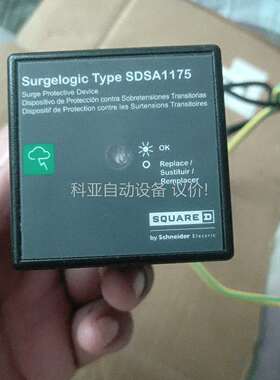 Surgelogic Type SDSA1175
Surge Protective Device
Dispositivo de Protección contra Sobretensiones Transitorias
Dispositif de Protection contre les Surtensions Transitoires
OK
Replace /
Sustituir /
Remplacer
科亚自动设备 议价!
SQUARE D
by Schneider Electric